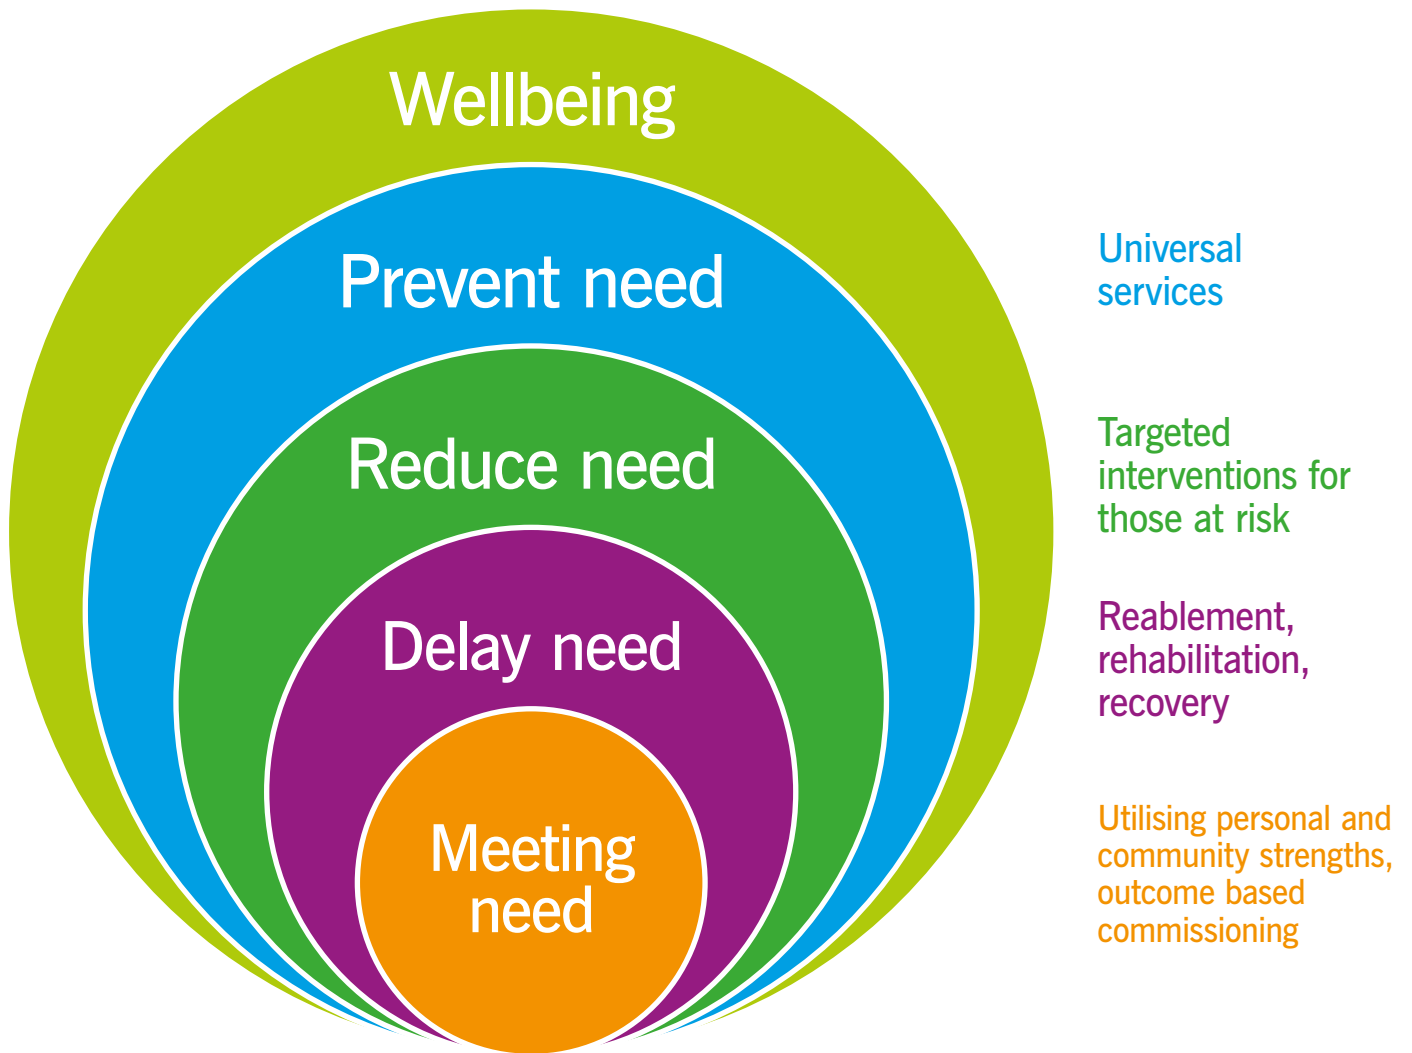 Wellbeing
Prevent need
Universal
services
Reduce need
Targeted
interventions for
those at risk
Delay need
Reablement,
rehabilitation,
recovery
Meeting
need
Utilising personal and
community strengths,
outcome based
commissioning